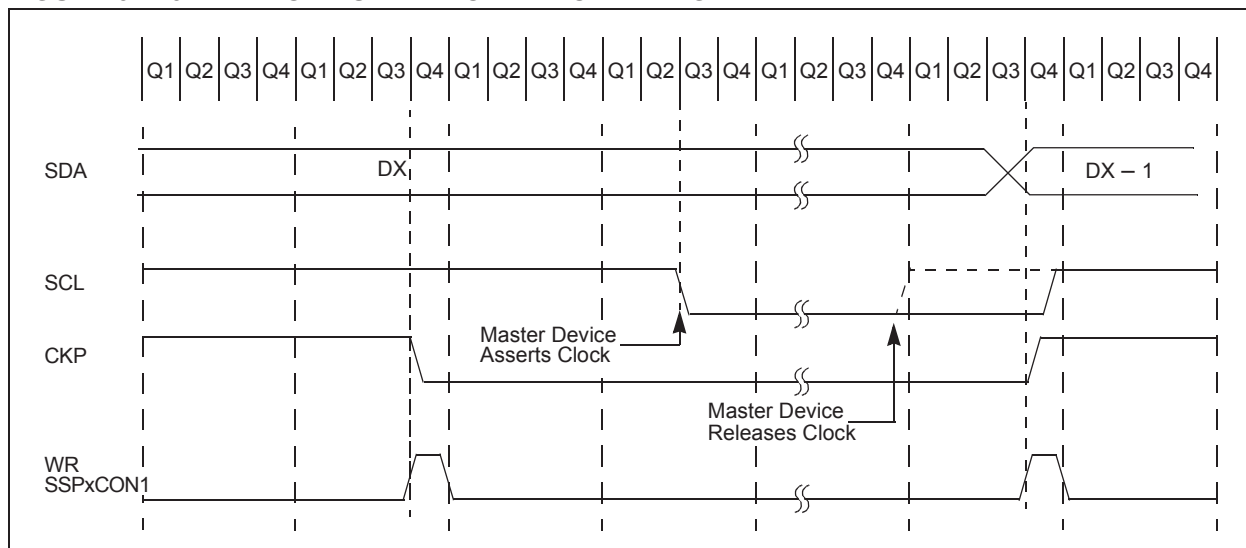 Q1 Q2 Q3 Q4 Q1 Q2 Q3 Q4 Q1 Q2 Q3 Q4 Q1 Q2 Q3 Q4 Q1 Q2 Q3 Q4 Q1 Q2 Q3 Q4 Q1 Q2 Q3 Q4
SDA
DX
DX – 1
SCL
Master Device
Asserts Clock
CKP
Master Device
Releases Clock
WR
SSPxCON1